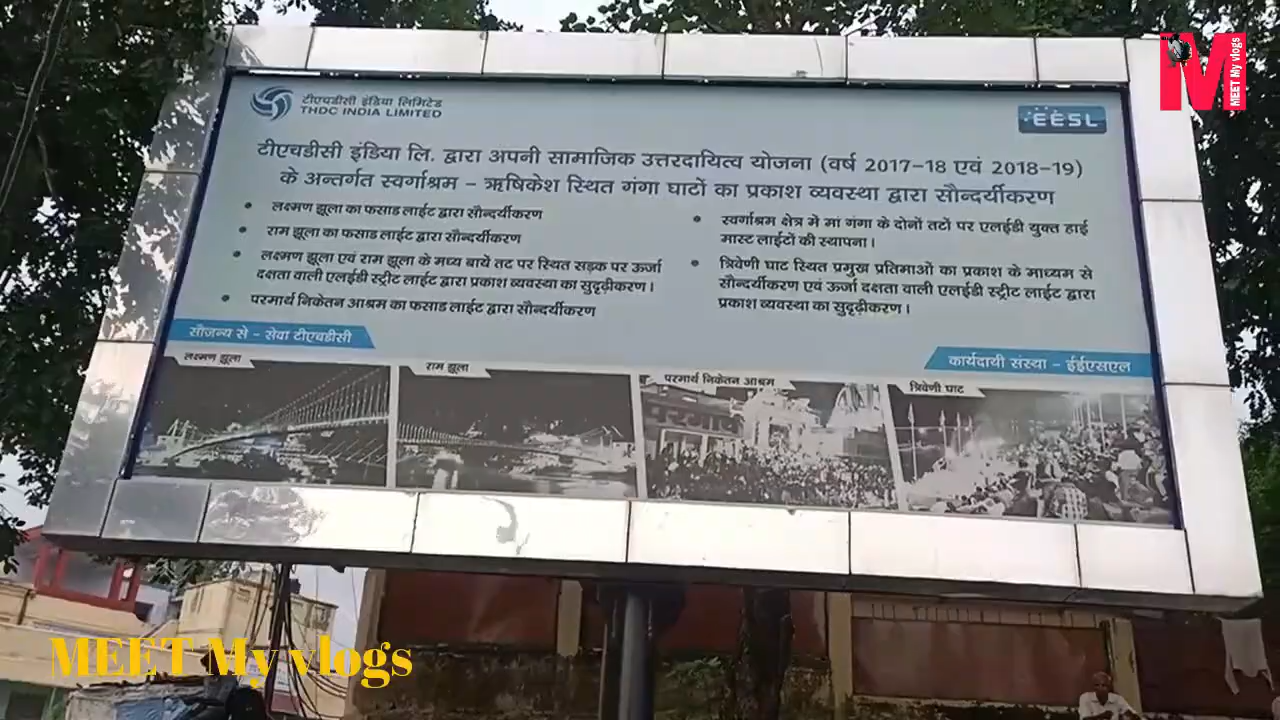 टीएचडीसी इंडिया लिमिटेड
THDC INDIA LIMITED
EESL
MEET My vlogs
टीएचडीसी इंडिया लि. द्वारा अपनी सामाजिक उत्तरदायित्व योजना (वर्ष 2017-18 एवं 2018-19)
के अन्तर्गत स्वर्गाश्रम - ऋषिकेश स्थित गंगा घाटों का प्रकाश व्यवस्था द्वारा सौन्दर्यीकरण
• लक्ष्मण झूला का फसाड लाईट द्वारा सौन्दर्यीकरण
• राम झूला का फसाड लाईट द्वारा सौन्दर्यीकरण
• लक्ष्मण झूला एवं राम झूला के मध्य बायें तट पर स्थित सड़क पर ऊर्जा
दक्षता वाली एलईडी स्ट्रीट लाईट द्वारा प्रकाश व्यवस्था का सुदृढ़ीकरण।
• परमार्थ निकेतन आश्रम का फसाड लाईट द्वारा सौन्दर्यीकरण
• स्वर्गाश्रम क्षेत्र में मां गंगा के दोनों तटों पर एलईडी युक्त हाई
मास्ट लाईटों की स्थापना।
• त्रिवेणी घाट स्थित प्रमुख प्रतिमाओं का प्रकाश के माध्यम से
सौन्दर्यीकरण एवं ऊर्जा दक्षता वाली एलईडी स्ट्रीट लाईट द्वारा
प्रकाश व्यवस्था का सुदृढ़ीकरण।
सौजन्य से - सेवा टीएचडीसी
कार्यदायी संस्था - ईईएसएल
लक्ष्मण झूला
राम झूला
परमार्थ निकेतन आश्रम
त्रिवेणी घाट
MEET My vlogs